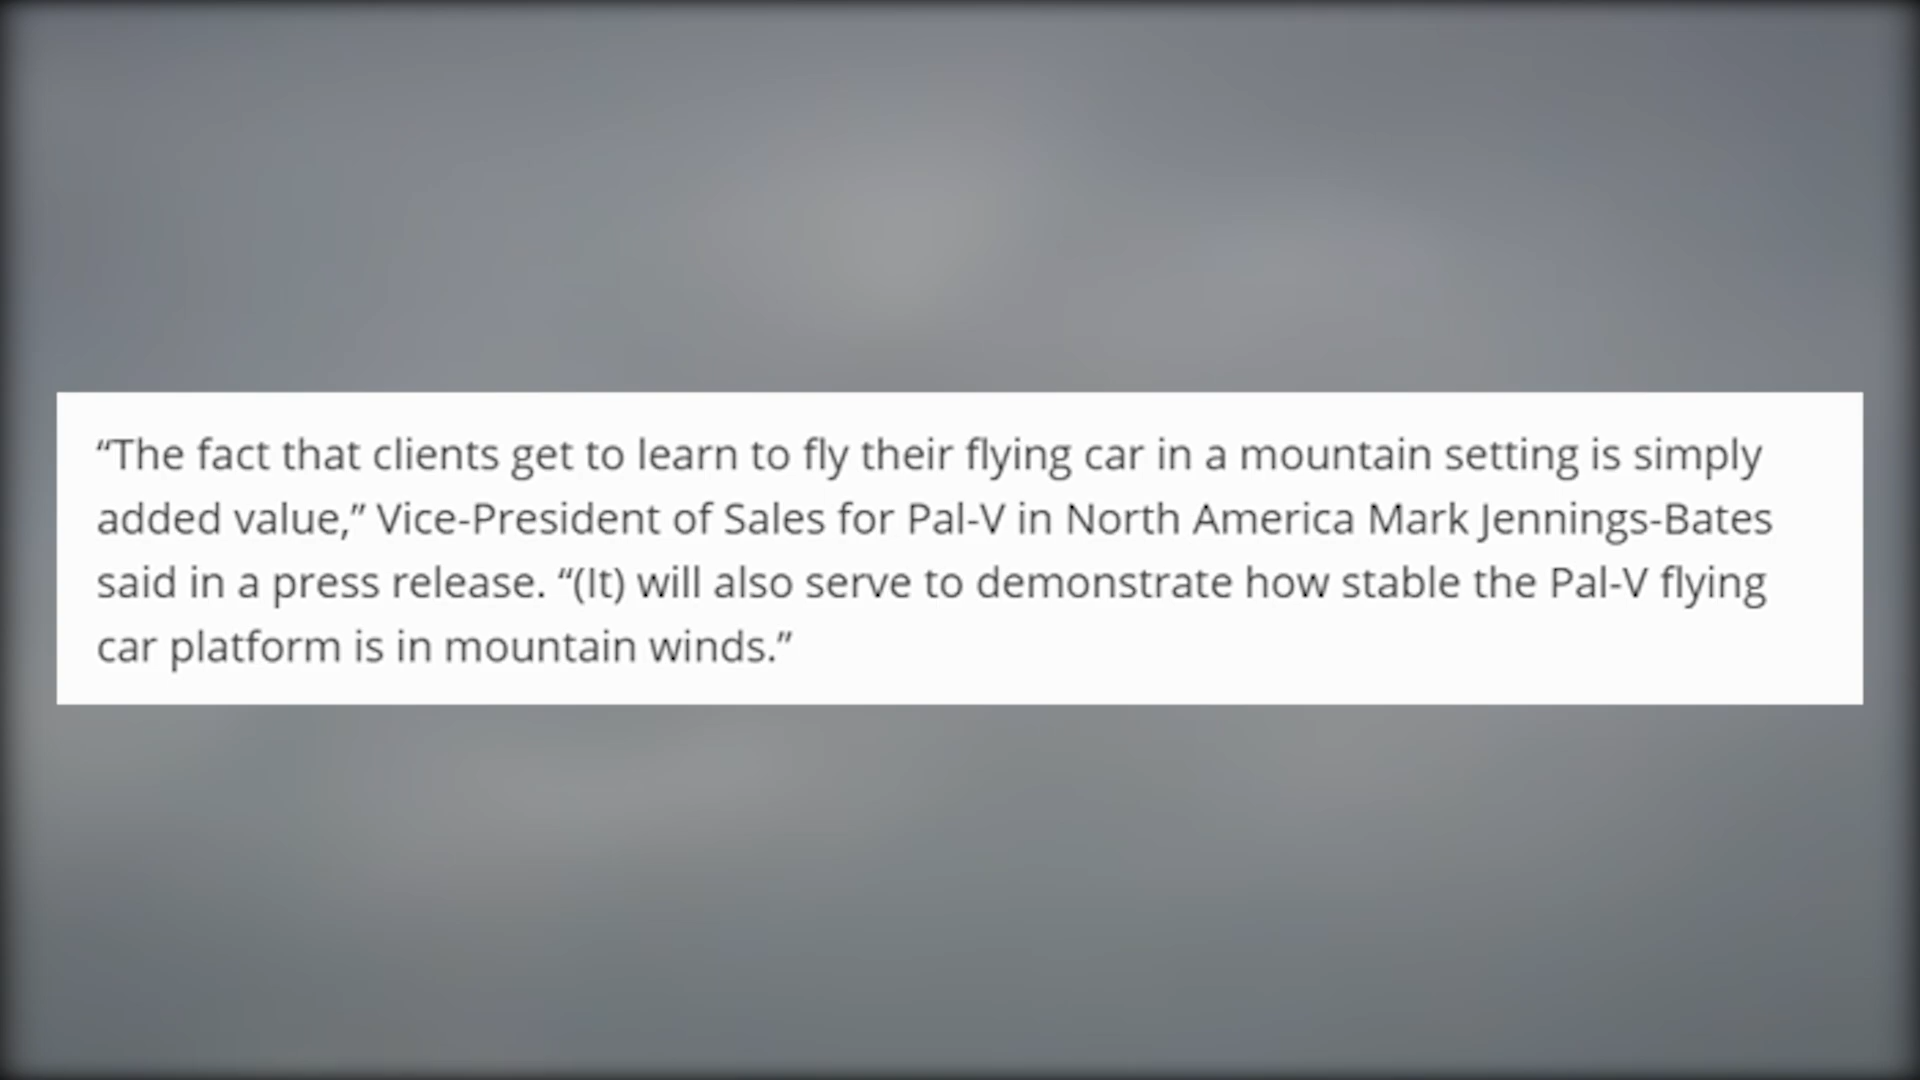 “The fact that clients get to learn to fly their flying car in a mountain setting is simply
added value,” Vice-President of Sales for Pal-V in North America Mark Jennings-Bates
said in a press release. “(It) will also serve to demonstrate how stable the Pal-V flying
car platform is in mountain winds.”